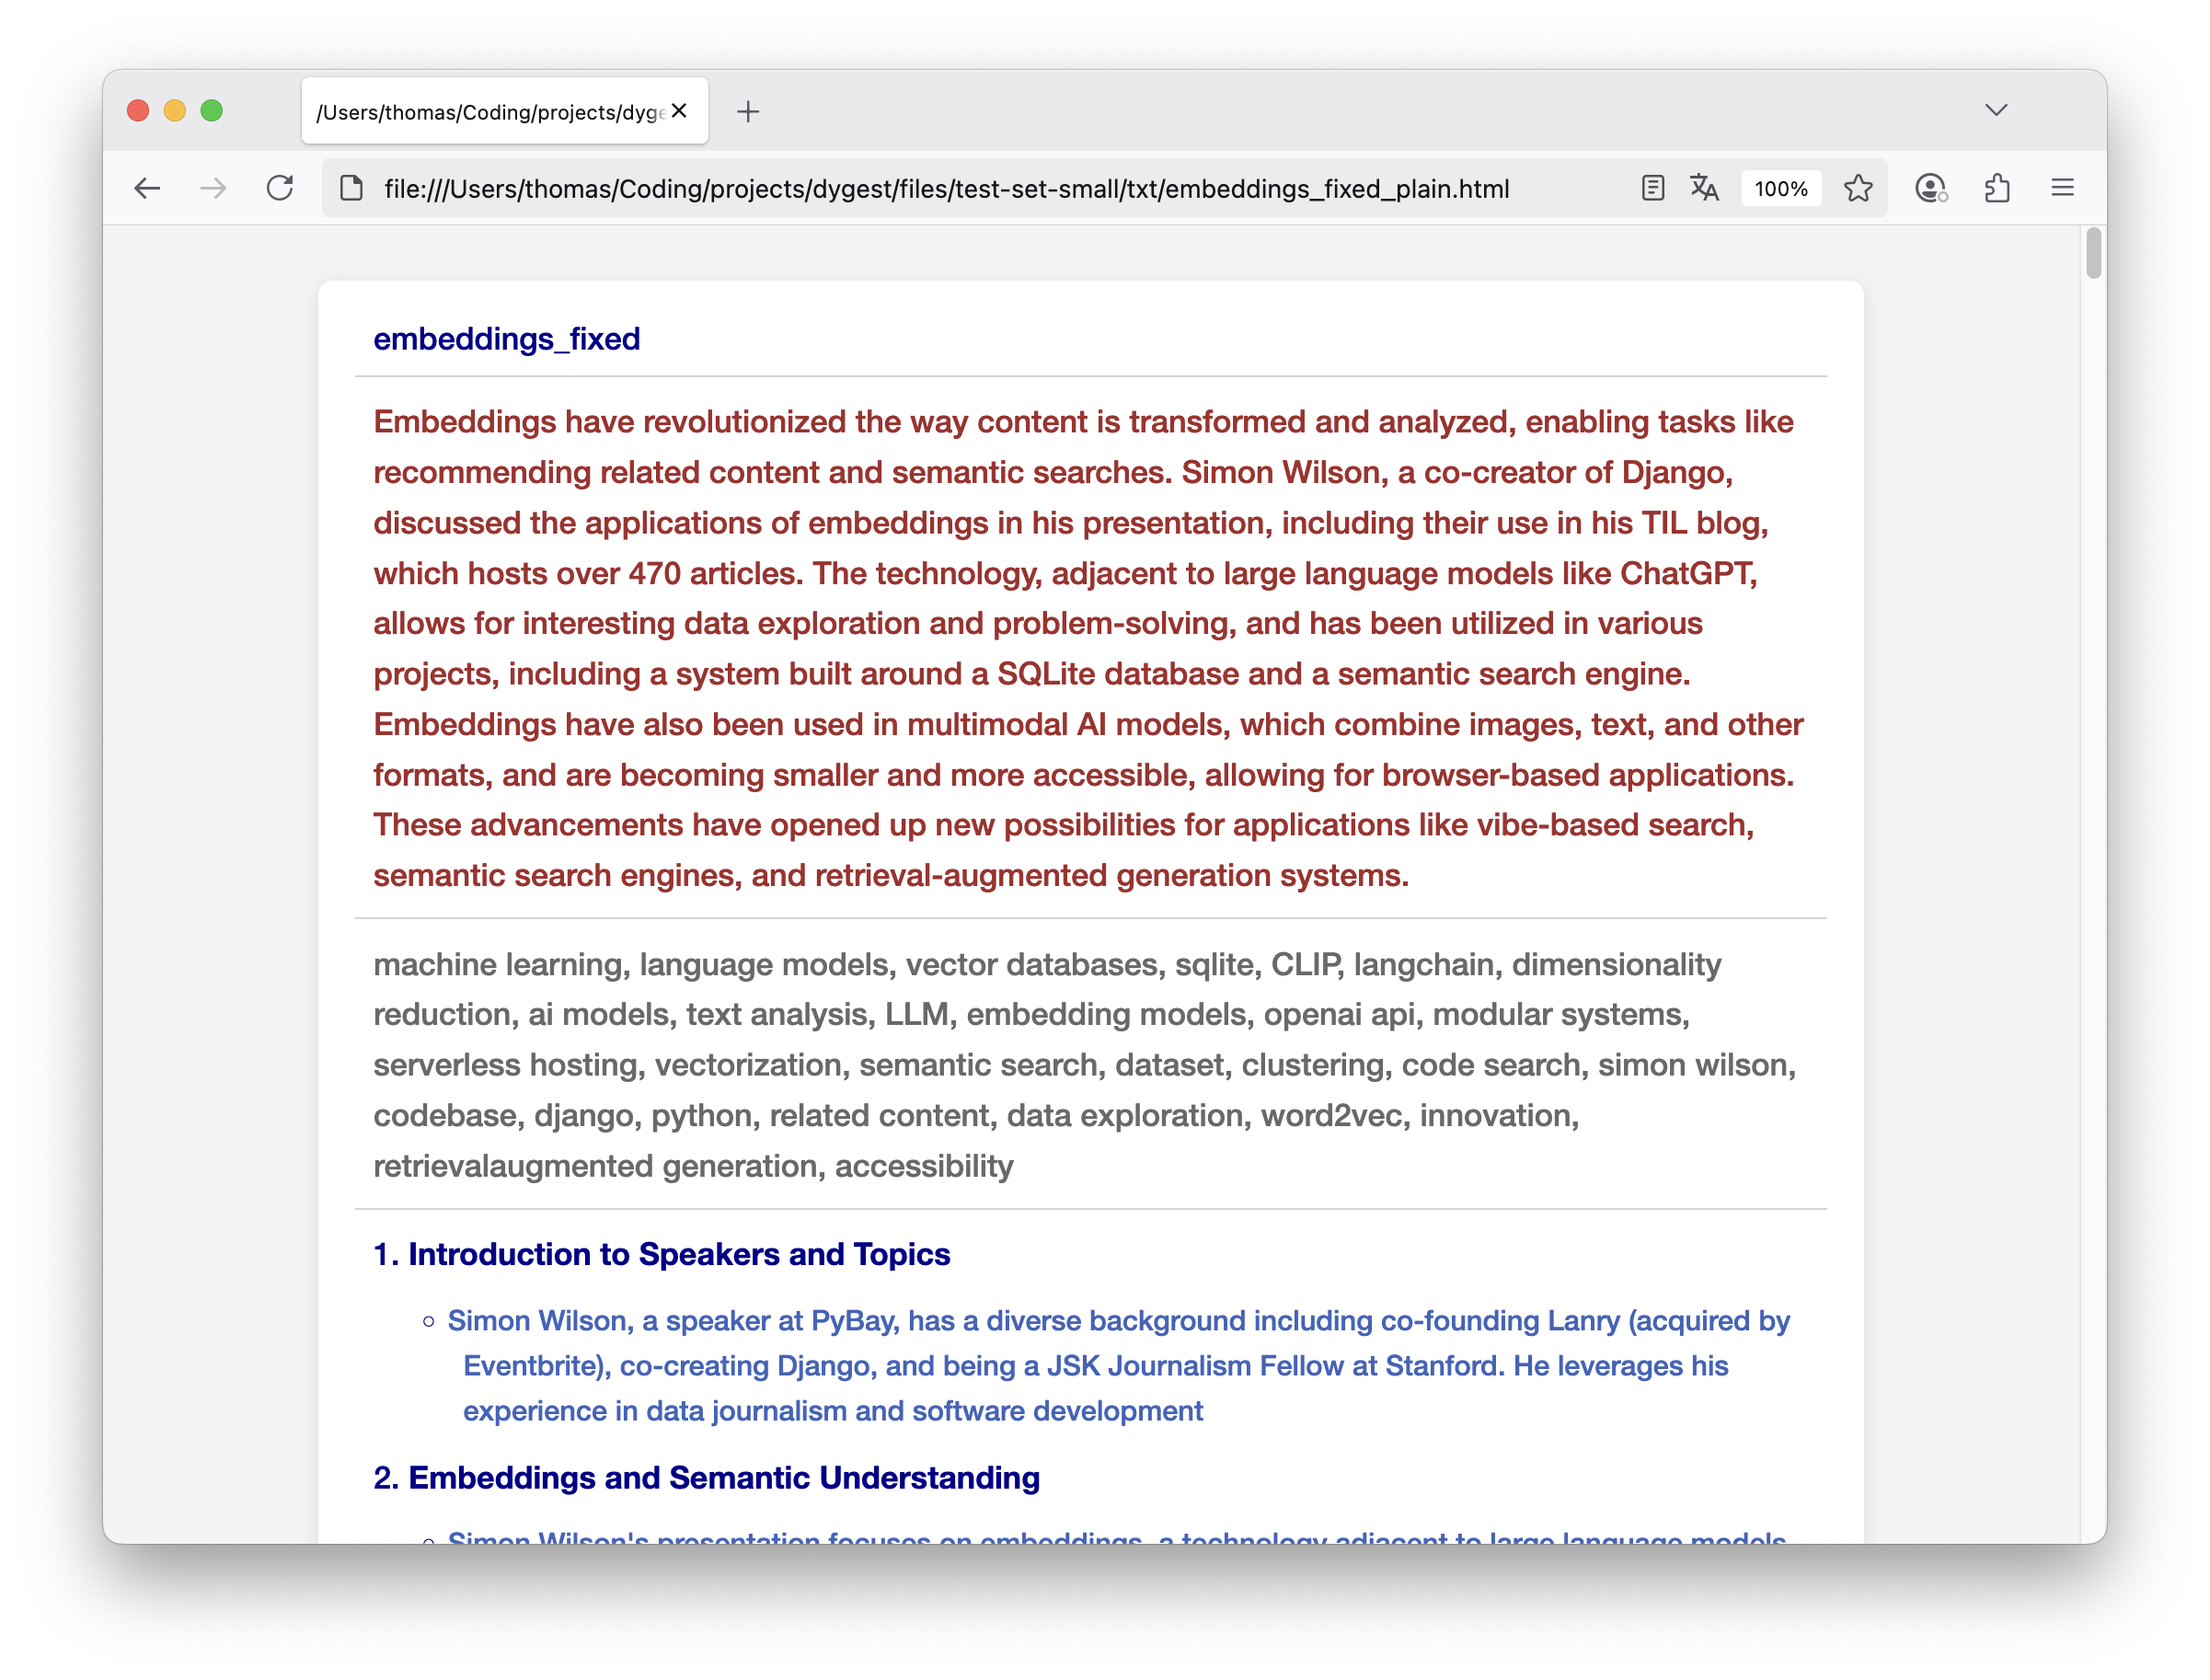 /Users/thomas/Coding/projects/dyge
file:///Users/thomas/Coding/projects/dygest/files/test-set-small/txt/embeddings_fixed_plain.html
100%
embeddings_fixed
Embeddings have revolutionized the way content is transformed and analyzed, enabling tasks like
recommending related content and semantic searches. Simon Wilson, a co-creator of Django,
discussed the applications of embeddings in his presentation, including their use in his TIL blog,
which hosts over 470 articles. The technology, adjacent to large language models like ChatGPT,
allows for interesting data exploration and problem-solving, and has been utilized in various
projects, including a system built around a SQLite database and a semantic search engine.
Embeddings have also been used in multimodal AI models, which combine images, text, and other
formats, and are becoming smaller and more accessible, allowing for browser-based applications.
These advancements have opened up new possibilities for applications like vibe-based search,
semantic search engines, and retrieval-augmented generation systems.
machine learning, language models, vector databases, sqlite, CLIP, langchain, dimensionality
reduction, ai models, text analysis, LLM, embedding models, openai api, modular systems,
serverless hosting, vectorization, semantic search, dataset, clustering, code search, simon wilson,
codebase, django, python, related content, data exploration, word2vec, innovation,
retrievalaugmented generation, accessibility
1. Introduction to Speakers and Topics
Simon Wilson, a speaker at PyBay, has a diverse background including co-founding Lanry (acquired by
Eventbrite), co-creating Django, and being a JSK Journalism Fellow at Stanford. He leverages his
experience in data journalism and software development
2. Embeddings and Semantic Understanding
Simon Wilson's presentation focuses on embeddings, a technology adjacent to large language models